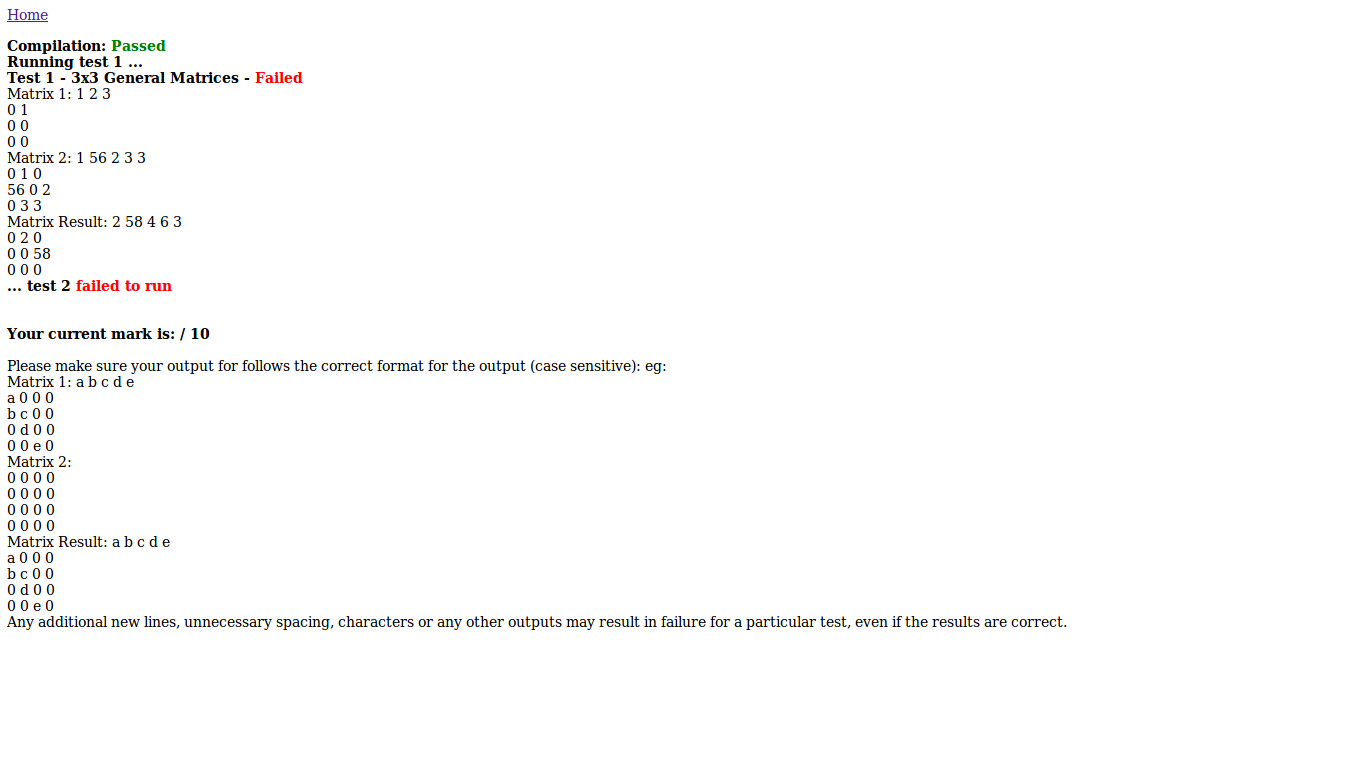 Home
Compilation: Passed
Running test 1 ...
Test 1 - 3x3 General Matrices - Failed
Matrix 1: 1 2 3
0 1
0 0
0 0
Matrix 2: 1 56 2 3 3
0 1 0
56 0 2
0 3 3
Matrix Result: 2 58 4 6 3
0 2 0
0 0 58
0 0 0
... test 2 failed to run
Your current mark is: / 10
Please make sure your output for follows the correct format for the output (case sensitive): eg:
Matrix 1: a b c d e
a 0 0 0
b c 0 0
0 d 0 0
0 0 e 0
Matrix 2:
0 0 0 0
0 0 0 0
0 0 0 0
0 0 0 0
Matrix Result: a b c d e
a 0 0 0
b c 0 0
0 d 0 0
0 0 e 0
Any additional new lines, unnecessary spacing, characters or any other outputs may result in failure for a particular test, even if the results are correct.